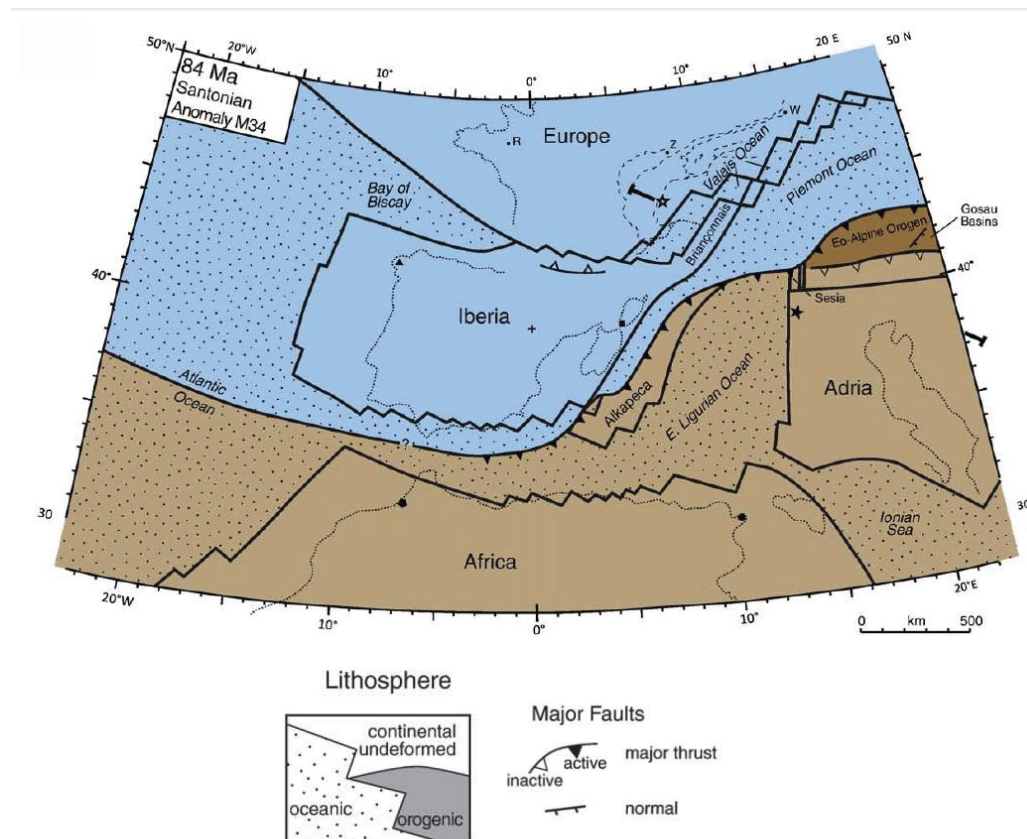 50°N
20°W
10°
0°
10°
20 E
50 N
84 Ma
Santonian
Anomaly M34
Europe
R
W
Z
Bay of
Biscay
Valais Ocean
Piemont Ocean
Briançonnais
Gosau
Basins
Eo-Alpine Orogen
40°
40°
Sesia
Iberia
Adria
Alkapeca
E. Ligurian Ocean
Atlantic
Ocean
?
30
30
Ionian
Sea
Africa
20°W
10°
0°
10°
20°E
0 km 500
Lithosphere
continental
undeformed
oceanic
orogenic
Major Faults
inactive
active
major thrust
normal